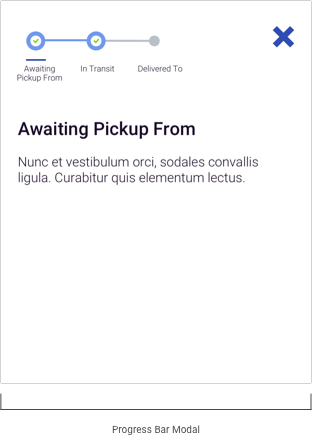 Awaiting
Pickup From
In Transit
Delivered To
Awaiting Pickup From
Nunc et vestibulum orci, sodales convallis
ligula. Curabitur quis elementum lectus.
Progress Bar Modal